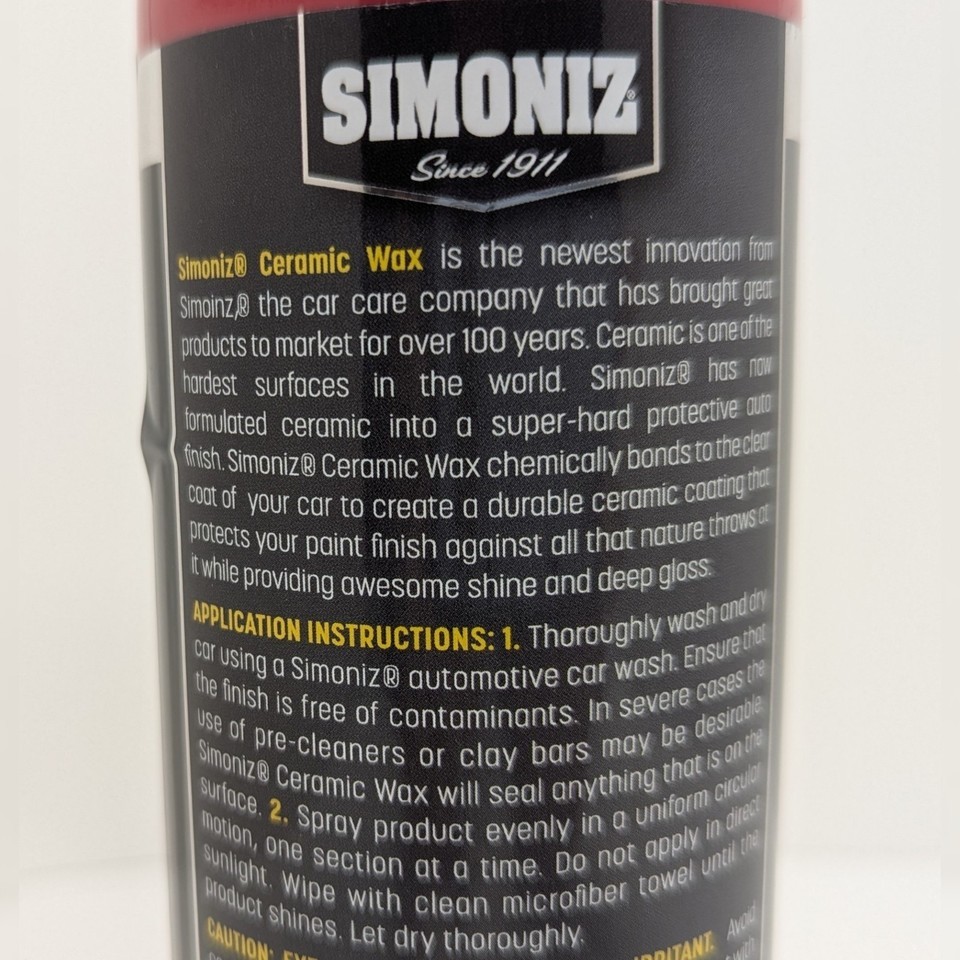 SIMONIZ®
Since 1911
Simoniz® Ceramic Wax is the newest innovation from
Simoinz,® the car care company that has brought great
products to market for over 100 years. Ceramic is one of the
hardest surfaces in the world. Simoniz® has now
formulated ceramic into a super-hard protective auto
finish. Simoniz® Ceramic Wax chemically bonds to the clear
coat of your car to create a durable ceramic coating that
protects your paint finish against all that nature throws at
it while providing awesome shine and deep gloss.
APPLICATION INSTRUCTIONS: 1. Thoroughly wash and dry
car using a Simoniz® automotive car wash. Ensure that
the finish is free of contaminants. In severe cases the
use of pre-cleaners or clay bars may be desirable.
Simoniz® Ceramic Wax will seal anything that is on the
surface. 2. Spray product evenly in a uniform circular
motion, one section at a time. Do not apply in direct
sunlight. Wipe with clean microfiber towel until the
product shines. Let dry thoroughly.
CAUTION: IRRITANT. Avoid
with